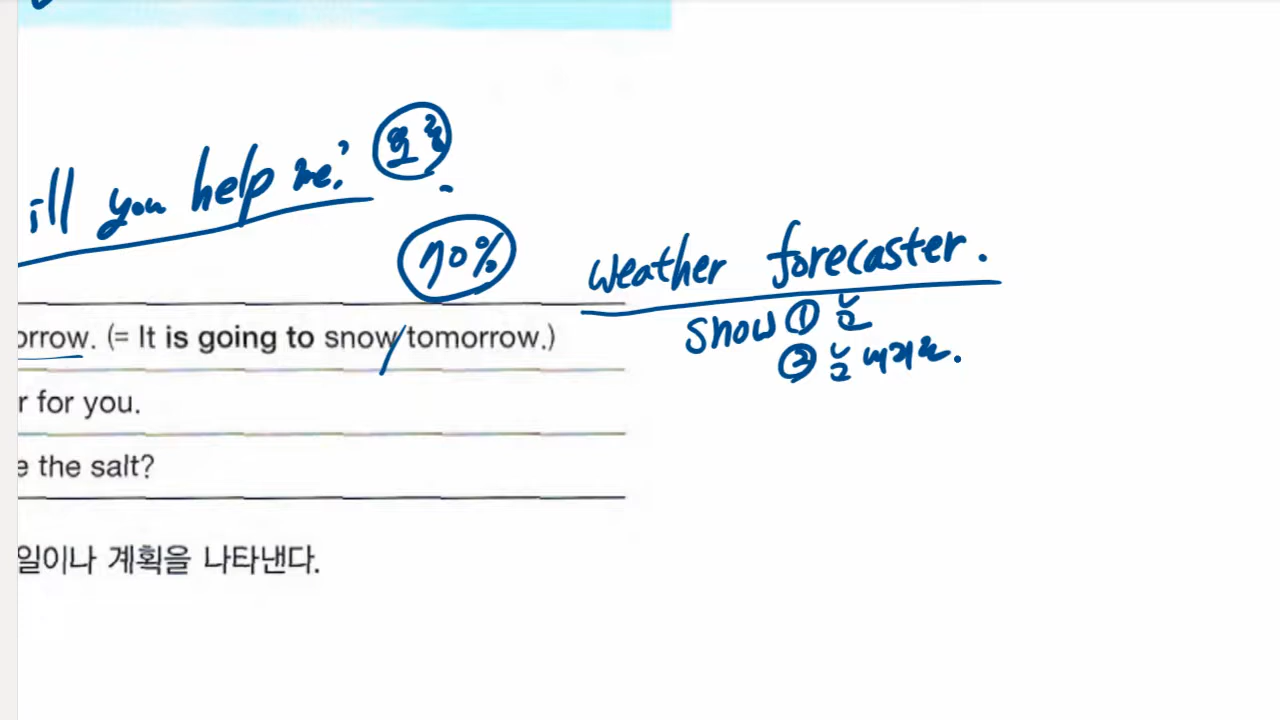 ill you help me?
70%
weather forecaster.
orrow. (= It is going to snow/tomorrow.)
snow ① 눈
② 눈 내리다.
r for you.
e the salt?
일이나 계획을 나타낸다.